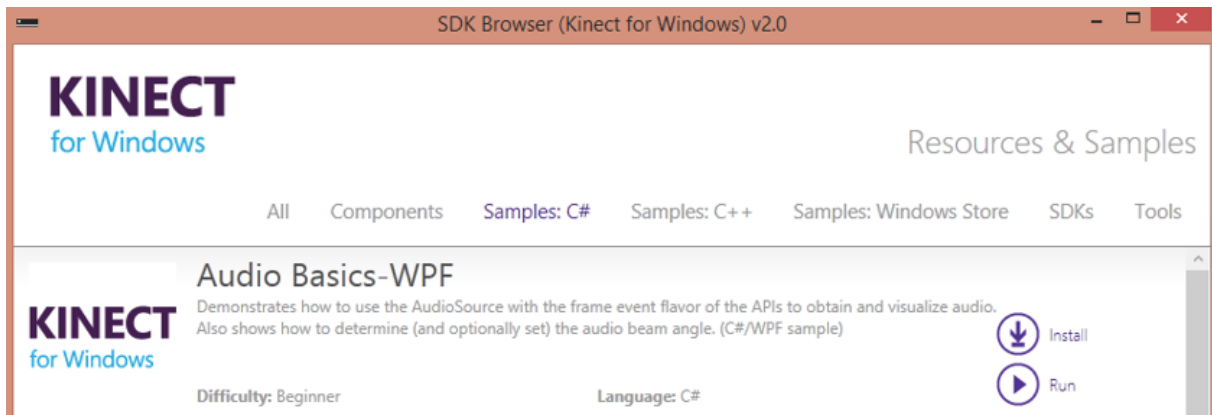 SDK Browser (Kinect for Windows) v2.0
KINECT
for Windows
Resources & Samples
All Components Samples: C# Samples: C++ Samples: Windows Store SDKs Tools
Audio Basics-WPF
Demonstrates how to use the AudioSource with the frame event flavor of the APIs to obtain and visualize audio.
Also shows how to determine (and optionally set) the audio beam angle. (C#/WPF sample)
KINECT
for Windows
Install
Run
Difficulty: Beginner Language: C#